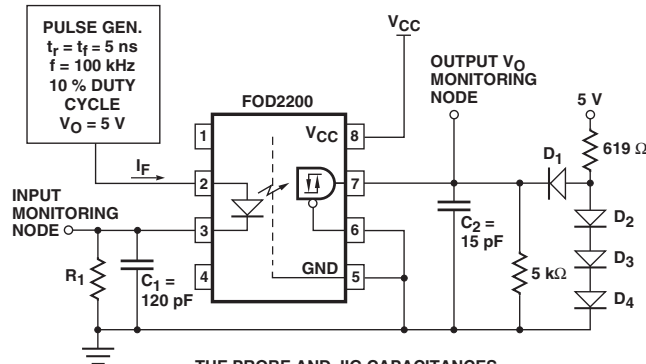 PULSE GEN.
tr = tf = 5 ns
f = 100 kHz
10 % DUTY
CYCLE
VO = 5 V
VCC
OUTPUT VO
MONITORING
NODE
5 V
FOD2200
619 Ω
1
VCC
8
D1
IF
2
7
INPUT
MONITORING
NODE
D2
3
6
C2 =
15 pF
D3
R1
C1 =
120 pF
4
GND
5
5 kΩ
D4
THE PROBE AND JIG CAPACITANCES